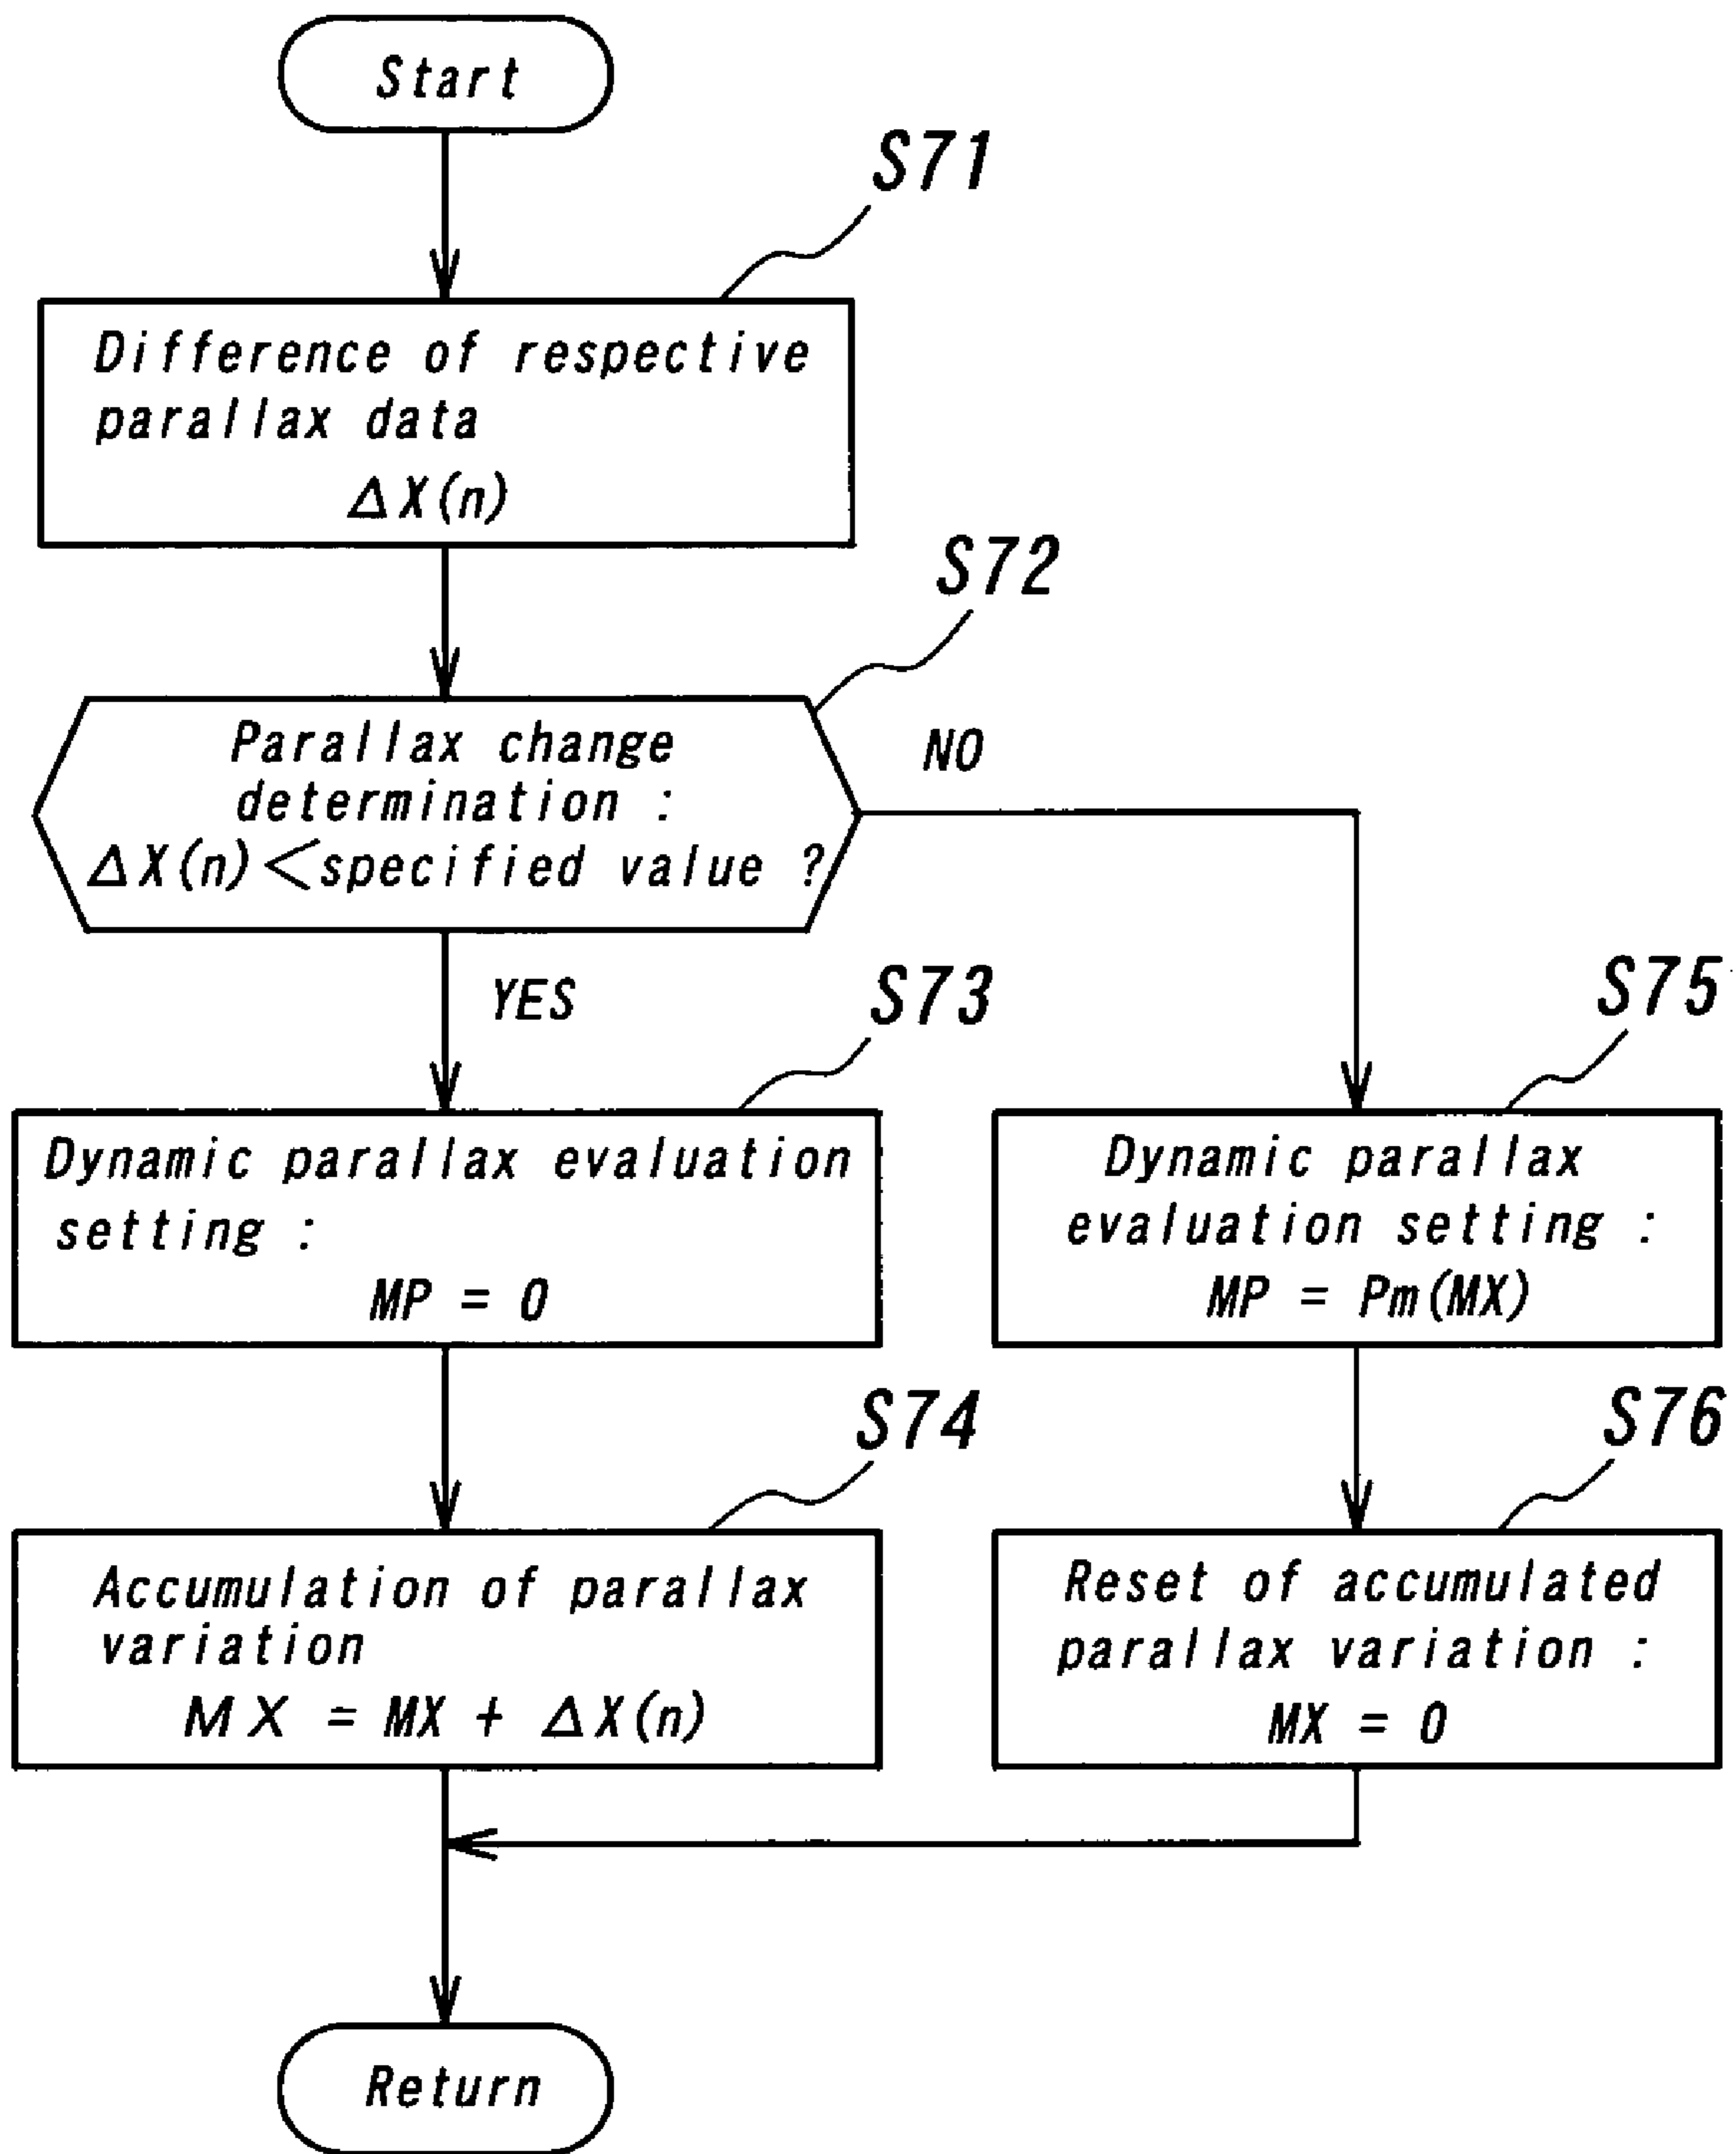 Start
S71
Difference of respective
parallax data
ΔX(n)
S72
Parallax change
determination :
ΔX(n)<specified value ?
NO
YES
S73
Dynamic parallax evaluation
setting :
MP = 0
S75
Dynamic parallax
evaluation setting :
MP = Pm(MX)
S74
Accumulation of parallax
variation
MX = MX + ΔX(n)
S76
Reset of accumulated
parallax variation :
MX = 0
Return